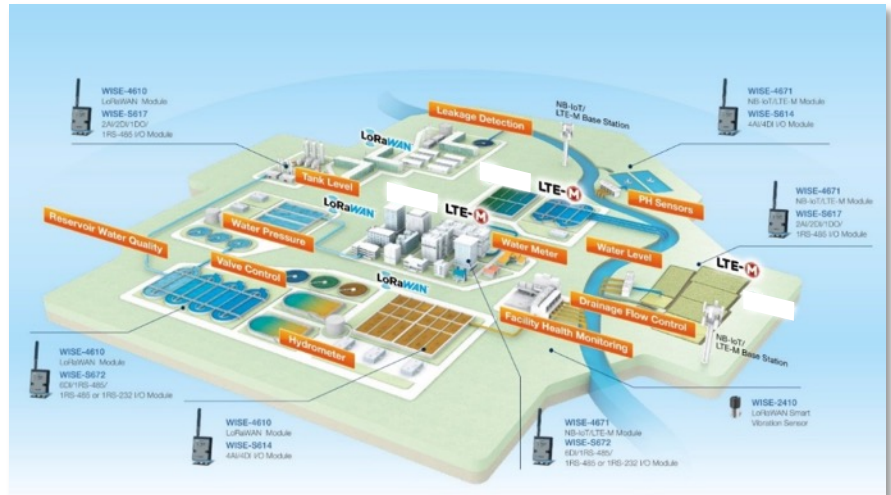 WISE-4610
LoRaWAN Module
WISE-S617
2AI/2DI/1DO/
1RS-485 I/O Module
Leakage Detection
NB-IoT/
LTE-M Base Station
WISE-4671
NB-IoT/LTE-M Module
WISE-S614
4AI/4DI I/O Module
LoRaWAN
Tank Level
LTE-M
PH Sensors
LoRaWAN
LTE-M
WISE-4671
NB-IoT/LTE-M Module
WISE-S617
2AI/2DI/1DO/
1RS-485 I/O Module
Reservoir Water Quality
Water Pressure
Water Meter
Water Level
Valve Control
LTE-M
LoRaWAN
Drainage Flow Control
Facility Health Monitoring
Hydrometer
NB-IoT/
LTE-M Base Station
WISE-4610
LoRaWAN Module
WISE-S672
6DI/1RS-485/
1RS-485 or 1RS-232 I/O Module
WISE-4610
LoRaWAN Module
WISE-S614
4AI/4DI I/O Module
WISE-4671
NB-IoT/LTE-M Module
WISE-S672
6DI/1RS-485/
1RS-485 or 1RS-232 I/O Module
WISE-2410
LoRaWAN Smart
Vibration Sensor